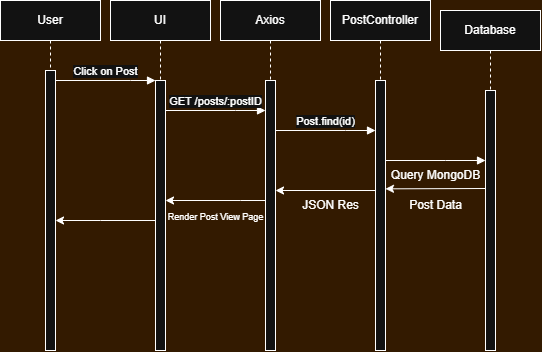 User
UI
Axios
PostController
Database
Click on Post
GET /posts/:postID
Post.find(id)
Query MongoDB
JSON Res
Post Data
Render Post View Page